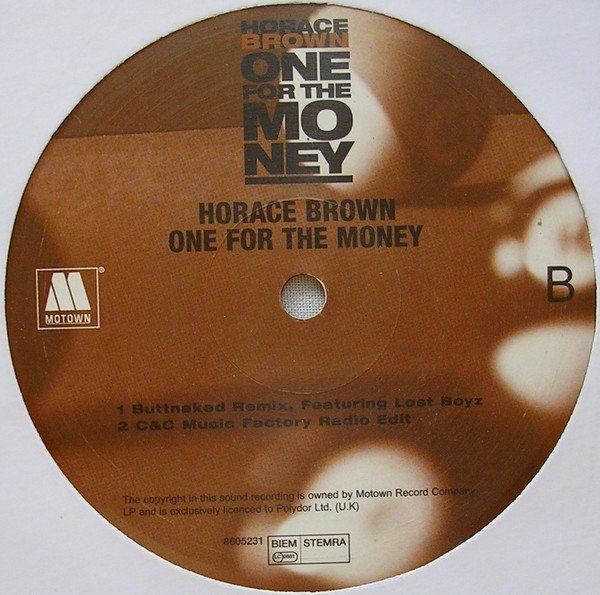 HORACE
BROWN
ONE
FOR THE
MO
NEY
HORACE BROWN
ONE FOR THE MONEY
MOTOWN ®
B
1 Buttnaked Remix, Featuring Lost Boyz
2 C&C Music Factory Radio Edit
The copyright in this sound recording is owned by Motown Record Company
LP and is exclusively licenced to Polydor Ltd. (U.K)
8605231 BIEM STEMRA
LC 0681